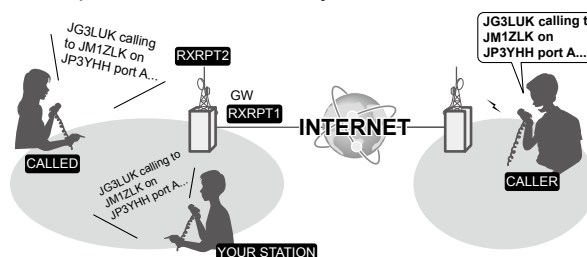 JG3LUK calling
to JM1ZLK on
JP3YHH port A...
RXRPT2
GW
RXRPT1
INTERNET
JG3LUK calling t
JM1ZLK on
JP3YHH port A...
CALLED
JG3LUK calling to
JM1ZLK on
JP3YHH port A...
YOUR STATION
CALLER